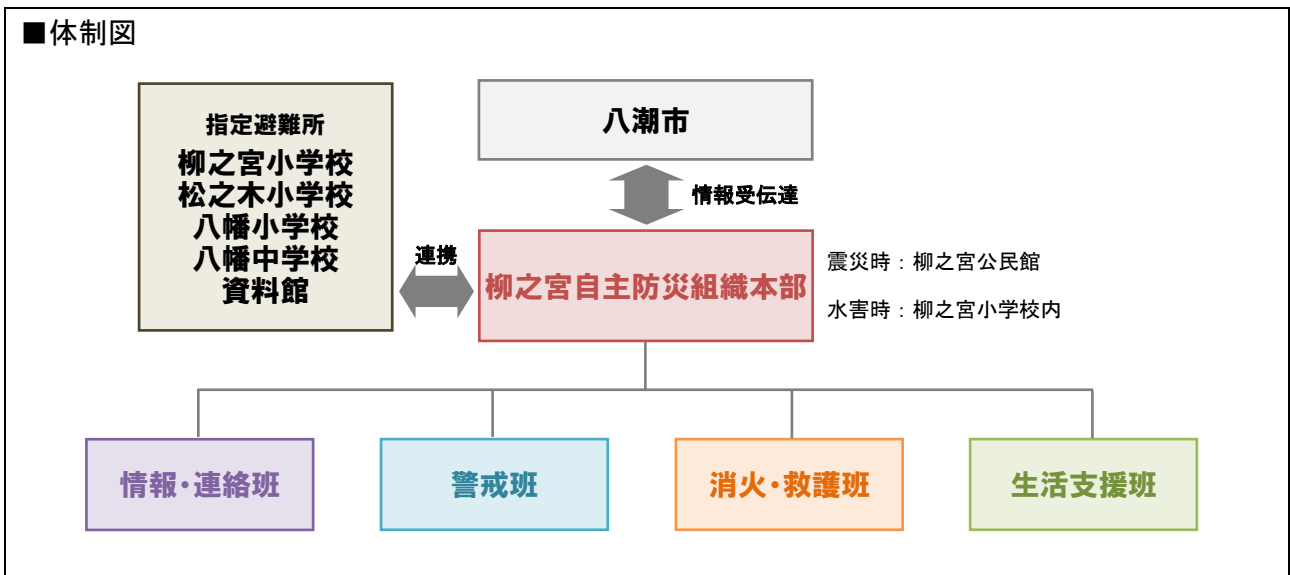 ■体制図
指定避難所
柳之宮小学校
松之木小学校
八幡小学校
八幡中学校
資料館
八潮市
情報受伝達
連携
柳之宮自主防災組織本部
震災時：柳之宮公民館
水害時：柳之宮小学校内
情報・連絡班
警戒班
消火・救護班
生活支援班